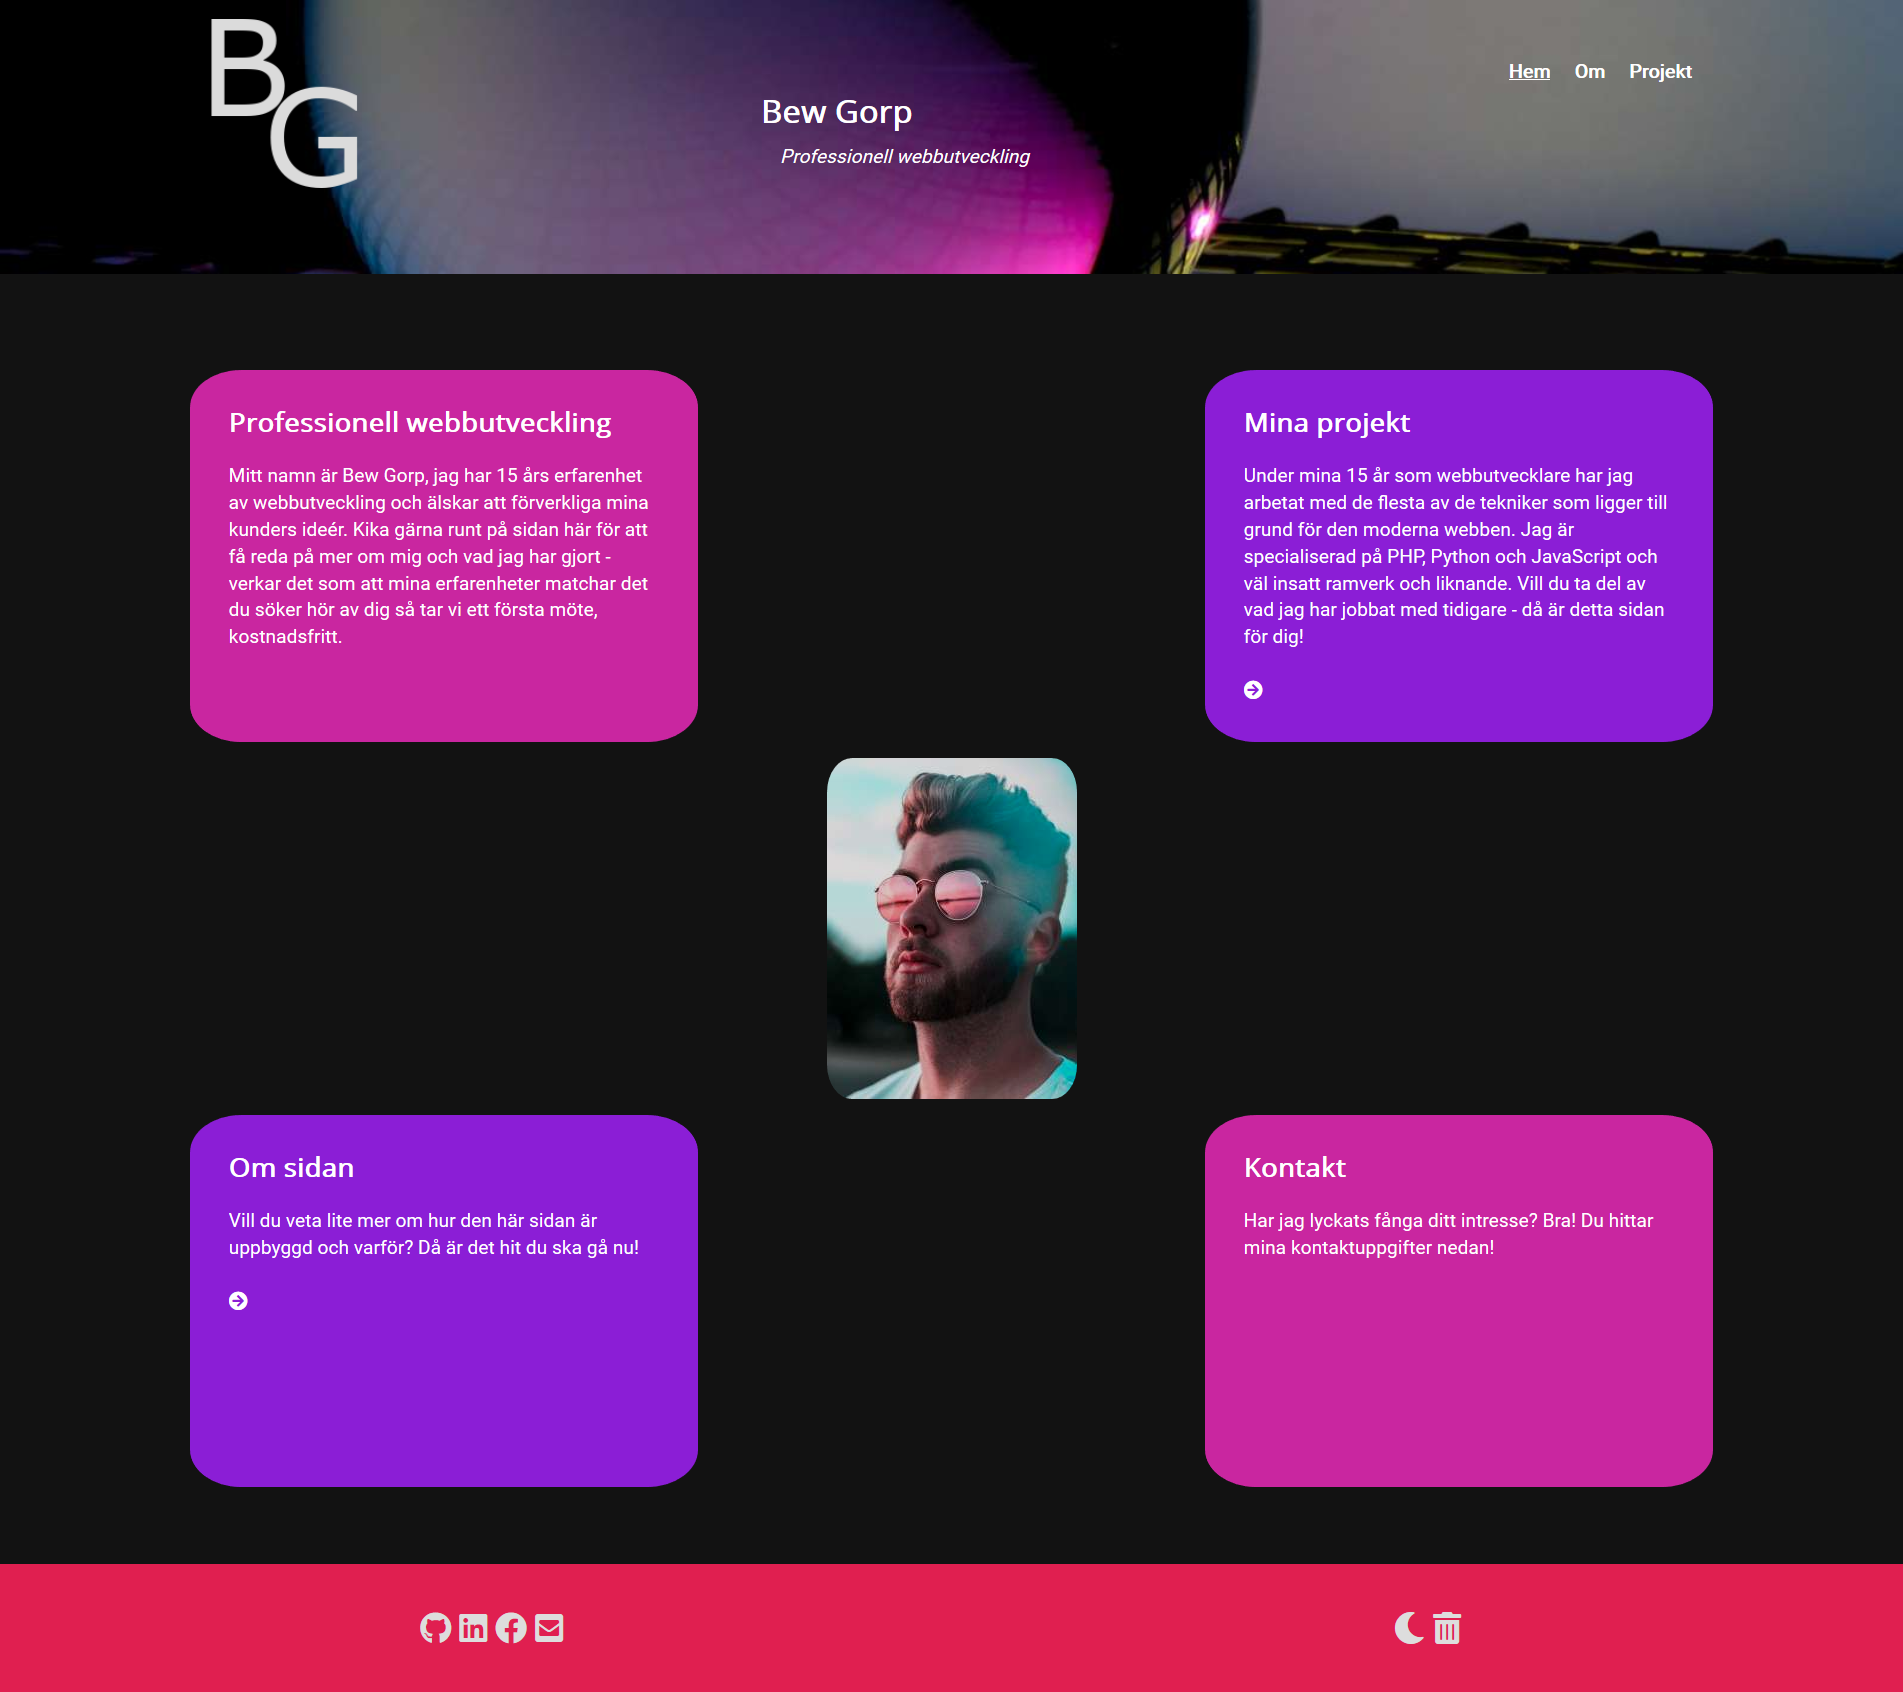 BG
Hem Om Projekt
Bew Gorp
Professionell webbutveckling
Professionell webbutveckling
Mitt namn är Bew Gorp, jag har 15 års erfarenhet
av webbutveckling och älskar att förverkliga mina
kunders ideér. Kika gärna runt på sidan här för att
få reda på mer om mig och vad jag har gjort -
verkar det som att mina erfarenheter matchar det
du söker hör av dig så tar vi ett första möte,
kostnadsfritt.
Mina projekt
Under mina 15 år som webbutvecklare har jag
arbetat med de flesta av de tekniker som ligger till
grund för den moderna webben. Jag är
specialiserad på PHP, Python och JavaScript och
väl insatt ramverk och liknande. Vill du ta del av
vad jag har jobbat med tidigare - då är detta sidan
för dig!
Om sidan
Vill du veta lite mer om hur den här sidan är
uppbyggd och varför? Då är det hit du ska gå nu!
Kontakt
Har jag lyckats fånga ditt intresse? Bra! Du hittar
mina kontaktuppgifter nedan!